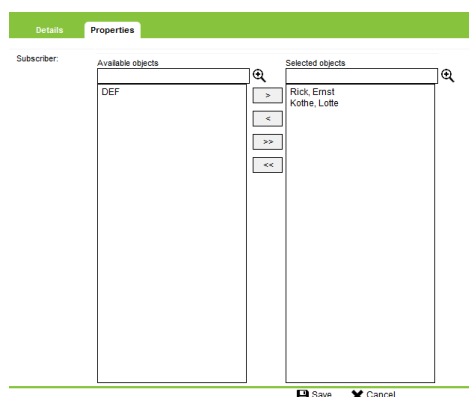 Details Properties
Subscriber:
Available objects Selected objects
DEF
>
<
>>
<<
Rick, Ernst
Kothe, Lotte
Save Cancel